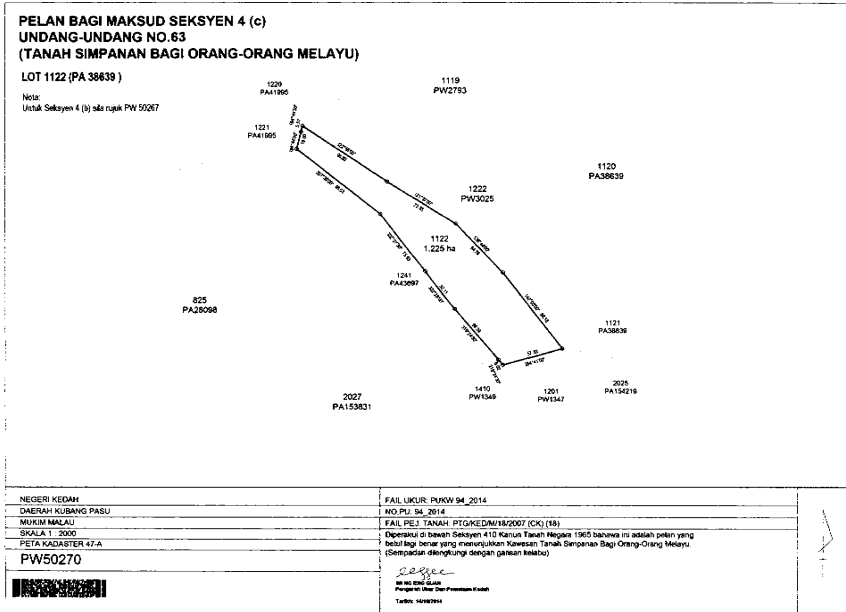 PELAN BAGI MAKSUD SEKSYEN 4 (c)
UNDANG-UNDANG NO.63
(TANAH SIMPANAN BAGI ORANG-ORANG MELAYU)
LOT 1122 (PA 38639 )
Nota:
Untuk Seksyen 4 (b) sila rujuk PW 50267
1220
PA41995
1119
PW2793
1221
PA41995
1120
PA38639
1222
PW3025
1122
1.225 ha
1241
PA43897
825
PA28098
1121
PA38639
2027
PA153831
1410
PW1349
1201
PW1347
2025
PA154219
NEGERI KEDAH
DAERAH KUBANG PASU
MUKIM MALAU
SKALA 1 : 2000
PETA KADASTER 47-A
PW50270
FAIL UKUR: PUKW 94_2014
NO.PU: 94_2014
FAIL PEJ. TANAH: PTG/KED/M/18/2007 (CK) (18)
Diperakui di bawah Seksyen 410 Kanun Tanah Negara 1965 bahawa ini adalah pelan yang
betul lagi benar yang menunjukkan Kawasan Tanah Simpanan Bagi Orang-Orang Melayu.
(Sempadan dilengkungi dengan garisan kelabu)
Pengarah Ukur Dan Pemetaan Kedah